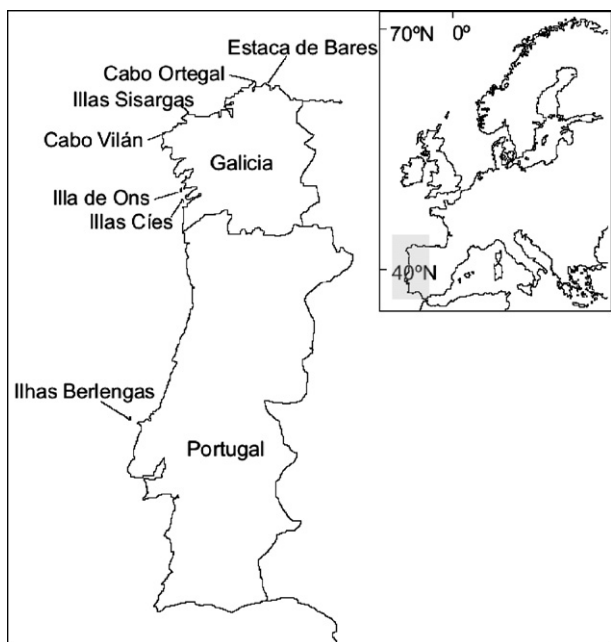 Estaca de Bares
Cabo Ortegal
Illas Sisargas
Cabo Vilán
Galicia
Illa de Ons
Illas Cíes
Ilhas Berlengas
Portugal
70ºN 0º
40ºN